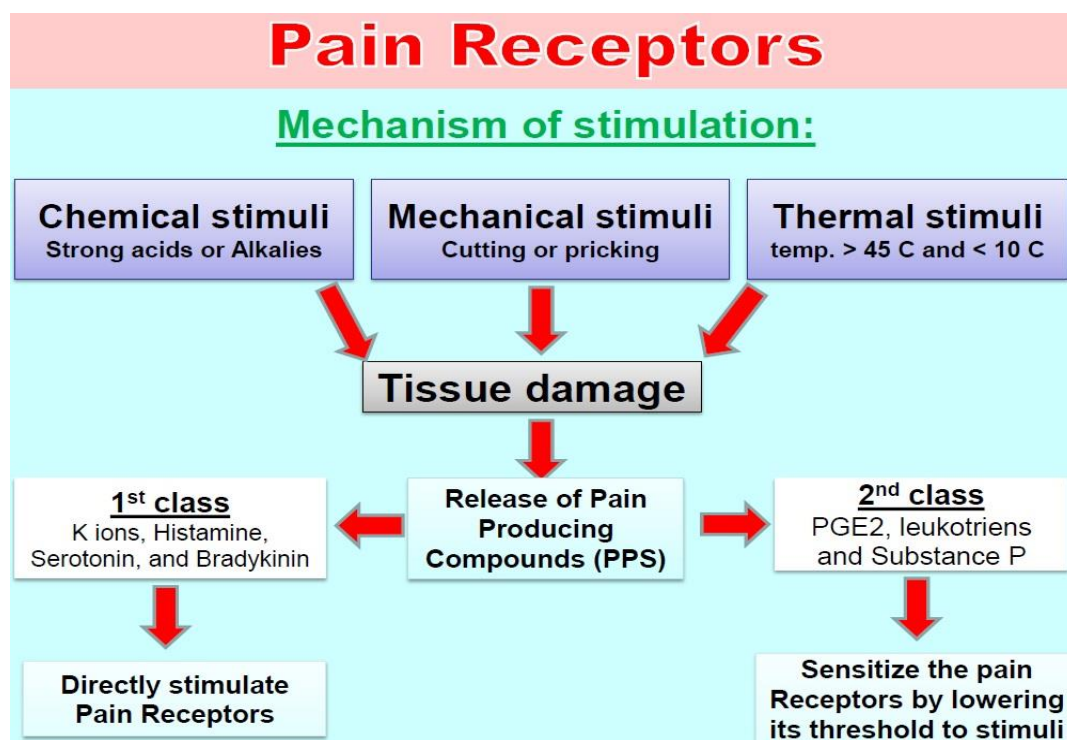 Pain Receptors
Mechanism of stimulation:
Chemical stimuli
Strong acids or Alkalies
Mechanical stimuli
Cutting or pricking
Thermal stimuli
temp. > 45 C and < 10 C
Tissue damage
1st class
K ions, Histamine,
Serotonin, and Bradykinin
Release of Pain
Producing
Compounds (PPS)
2nd class
PGE2, leukotriens
and Substance P
Directly stimulate
Pain Receptors
Sensitize the pain
Receptors by lowering
its threshold to stimuli